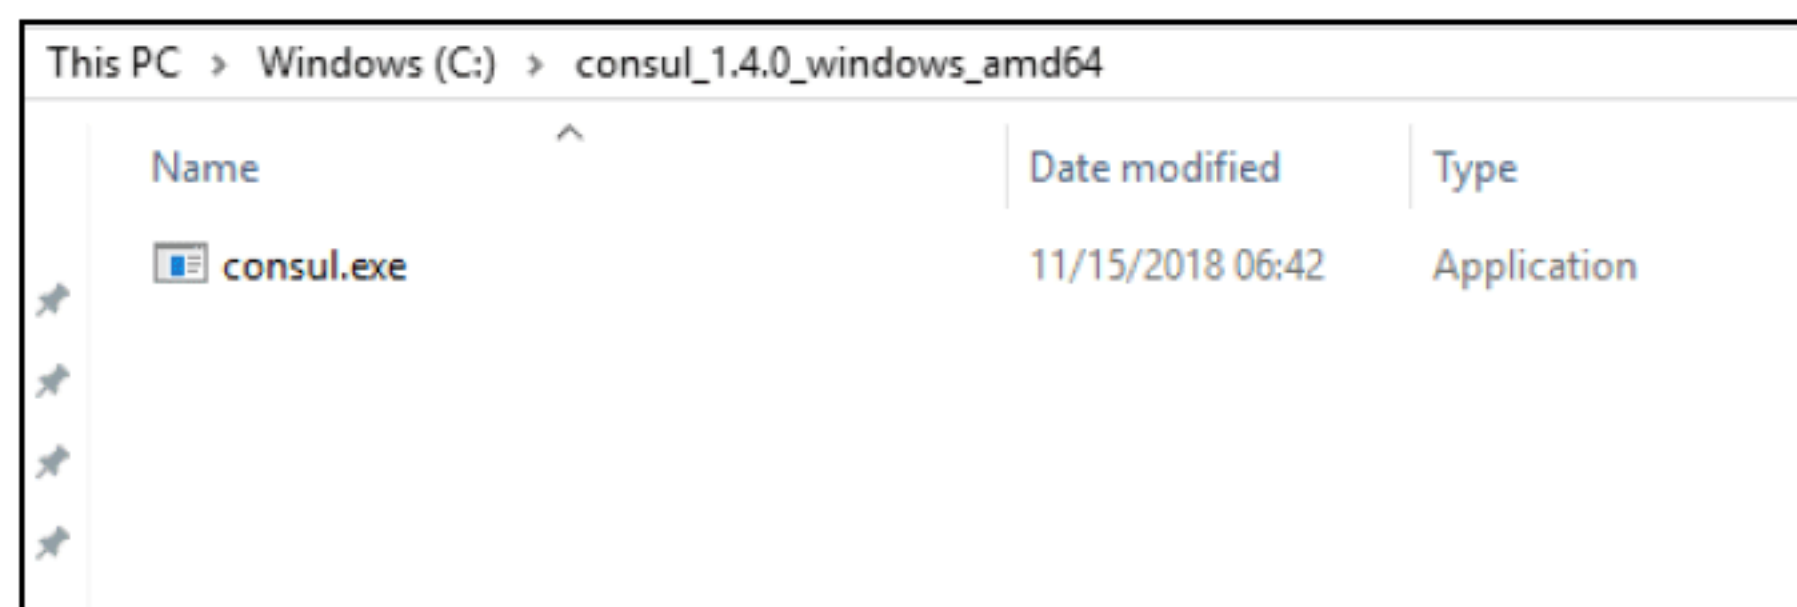 This PC > Windows (C:) > consul_1.4.0_windows_amd64
Name Date modified Type
consul.exe 11/15/2018 06:42 Application